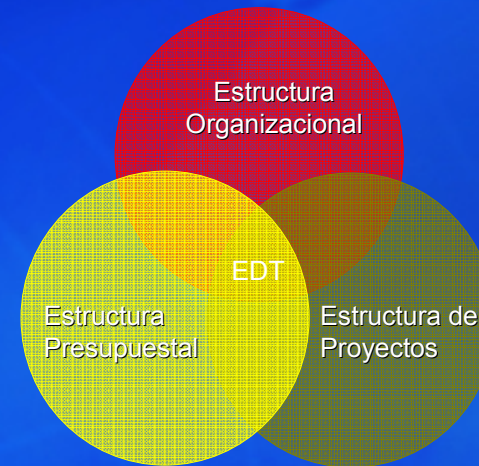 Estructura
Organizacional
EDT
Estructura
Presupuestal
Estructura de
Proyectos